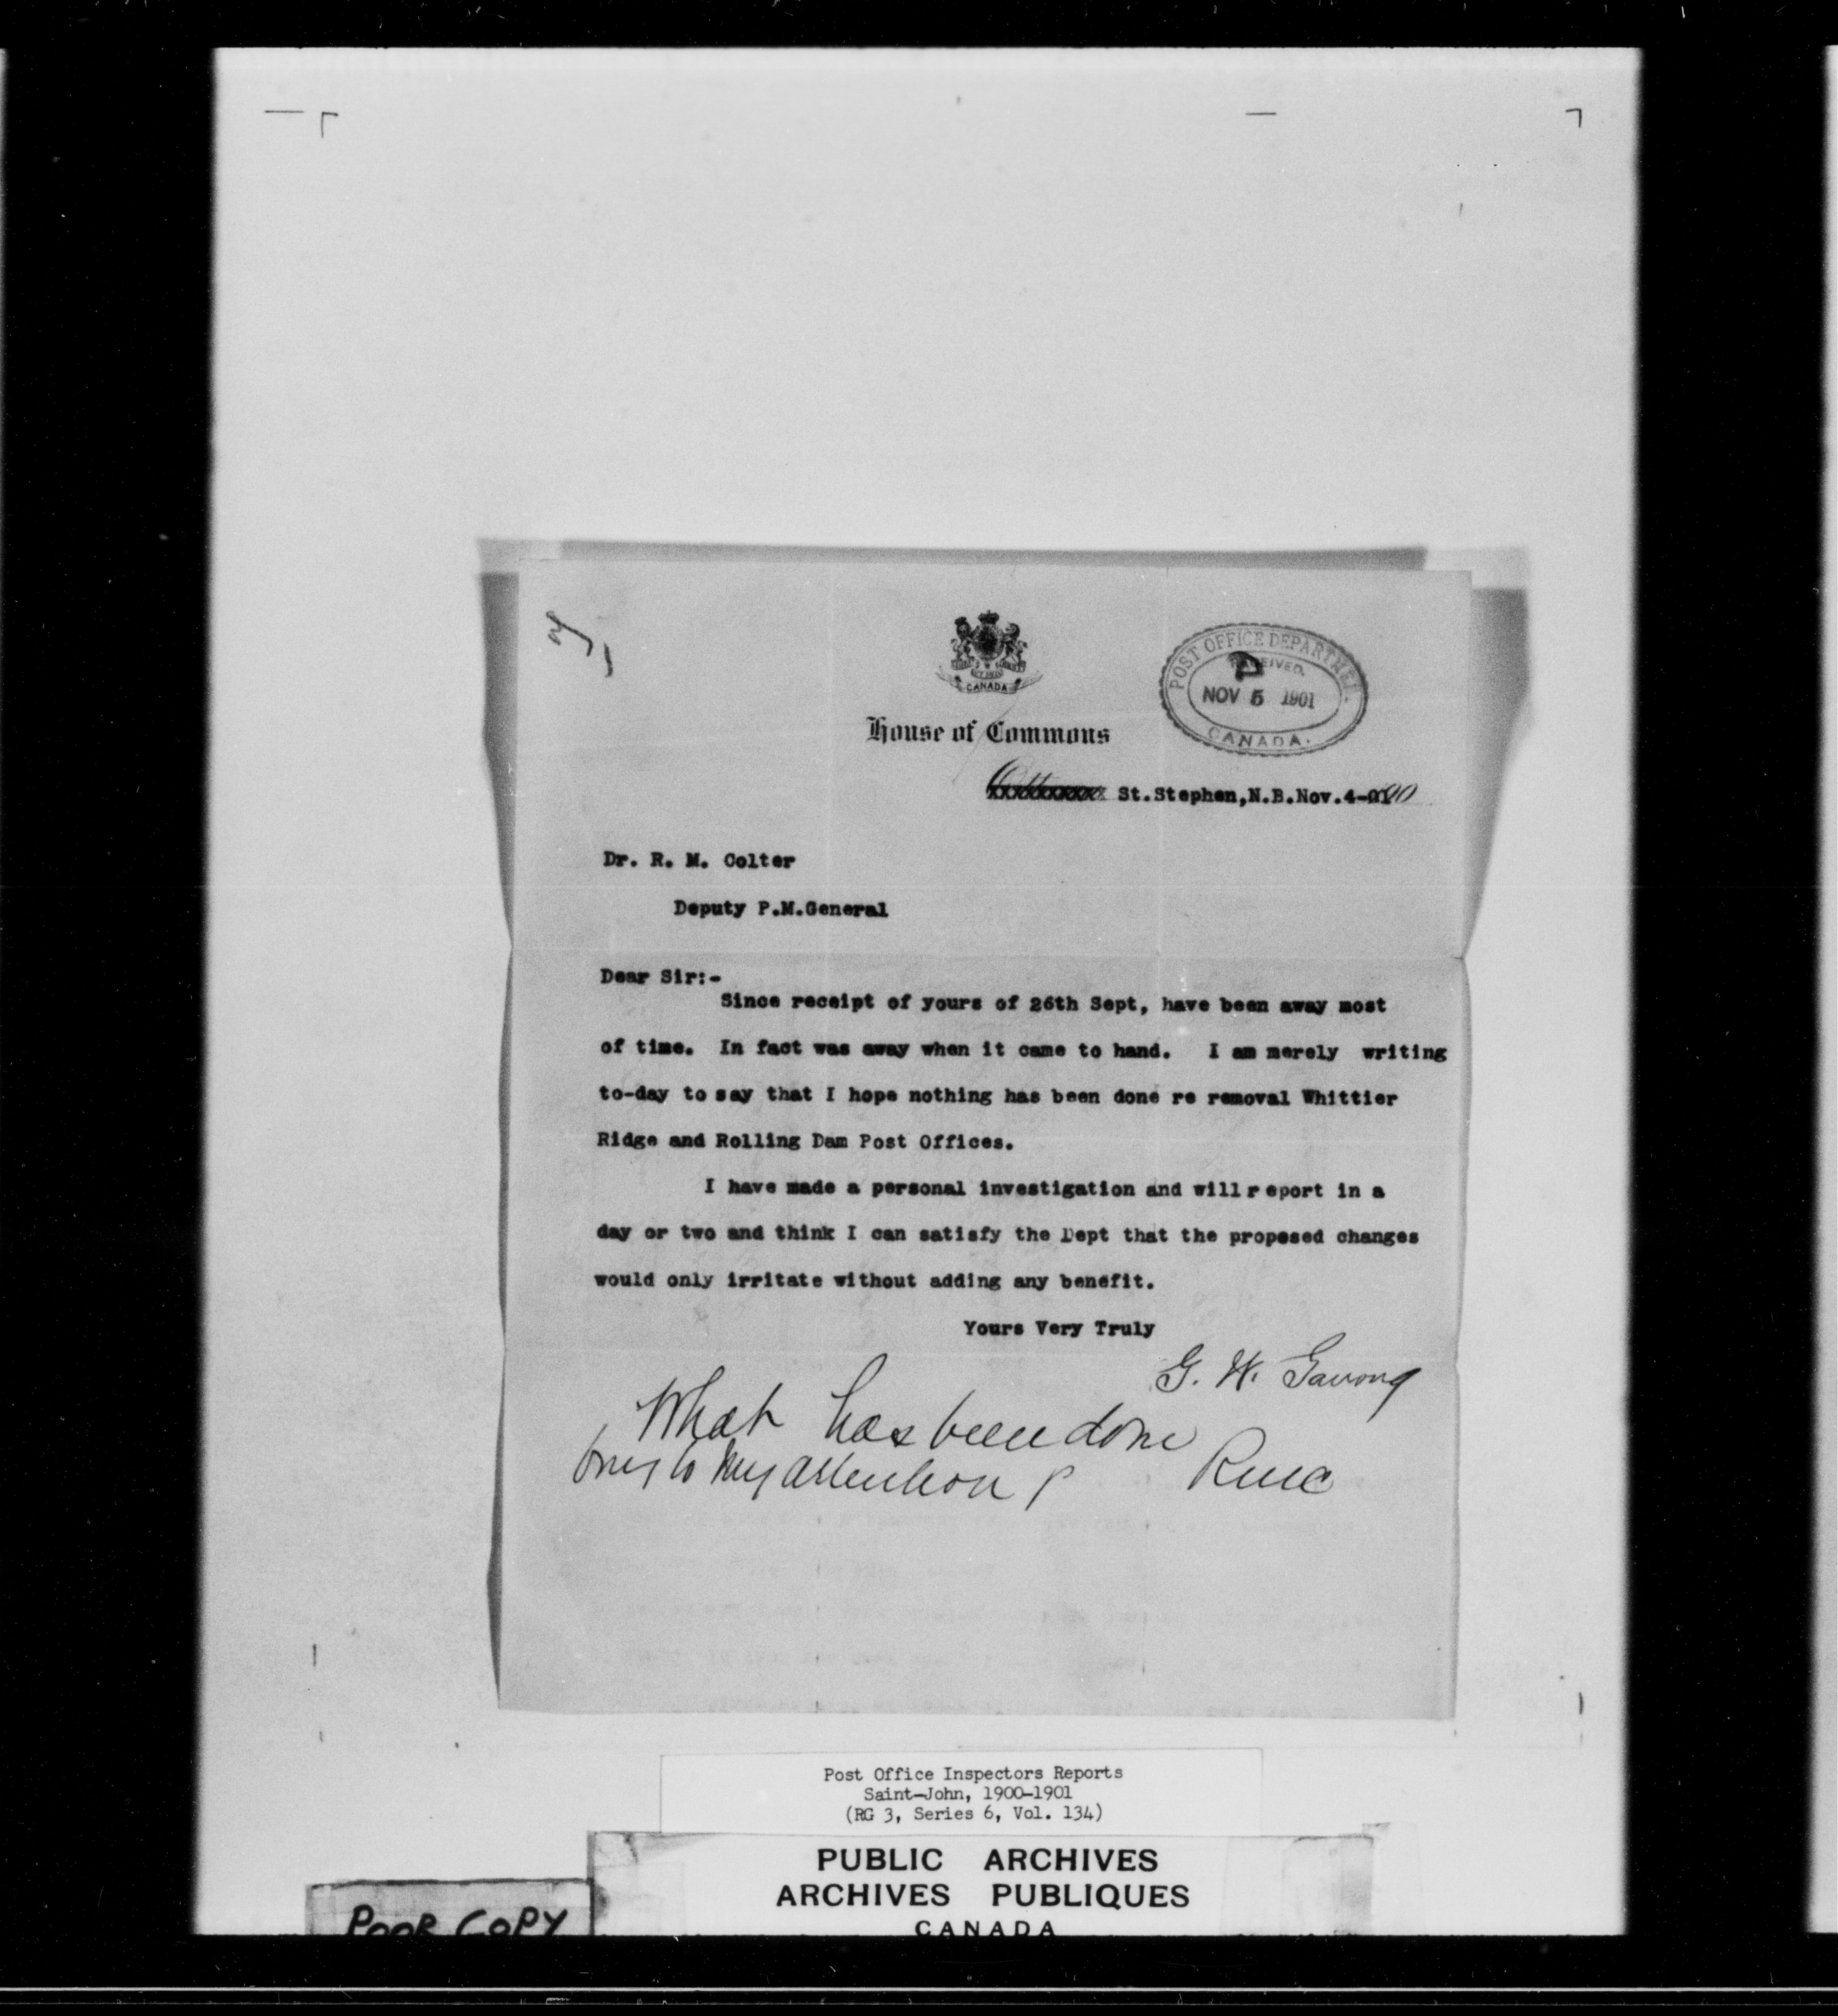 CANADA
House of Commons
POST OFFICE DEPARTMENT.
RECEIVED.
P
NOV 5 1901
CANADA.
St.Stephen,N.B.Nov.4-01
Dr. R. M. Colter
Deputy P.M.General
Dear Sir:-
Since receipt of yours of 26th Sept, have been away most
of time. In fact was away when it came to hand. I am merely writing
to-day to say that I hope nothing has been done re removal Whittier
Ridge and Rolling Dam Post Offices.
I have made a personal investigation and will report in a
day or two and think I can satisfy the Dept that the proposed changes
would only irritate without adding any benefit.
Yours Very Truly
G. W. Ganong
What has been done
to my attention
RMC
Post Office Inspectors Reports
Saint-John, 1900-1901
(RG 3, Series 6, Vol. 134)
PUBLIC ARCHIVES
ARCHIVES PUBLIQUES
CANADA
POOR COPY